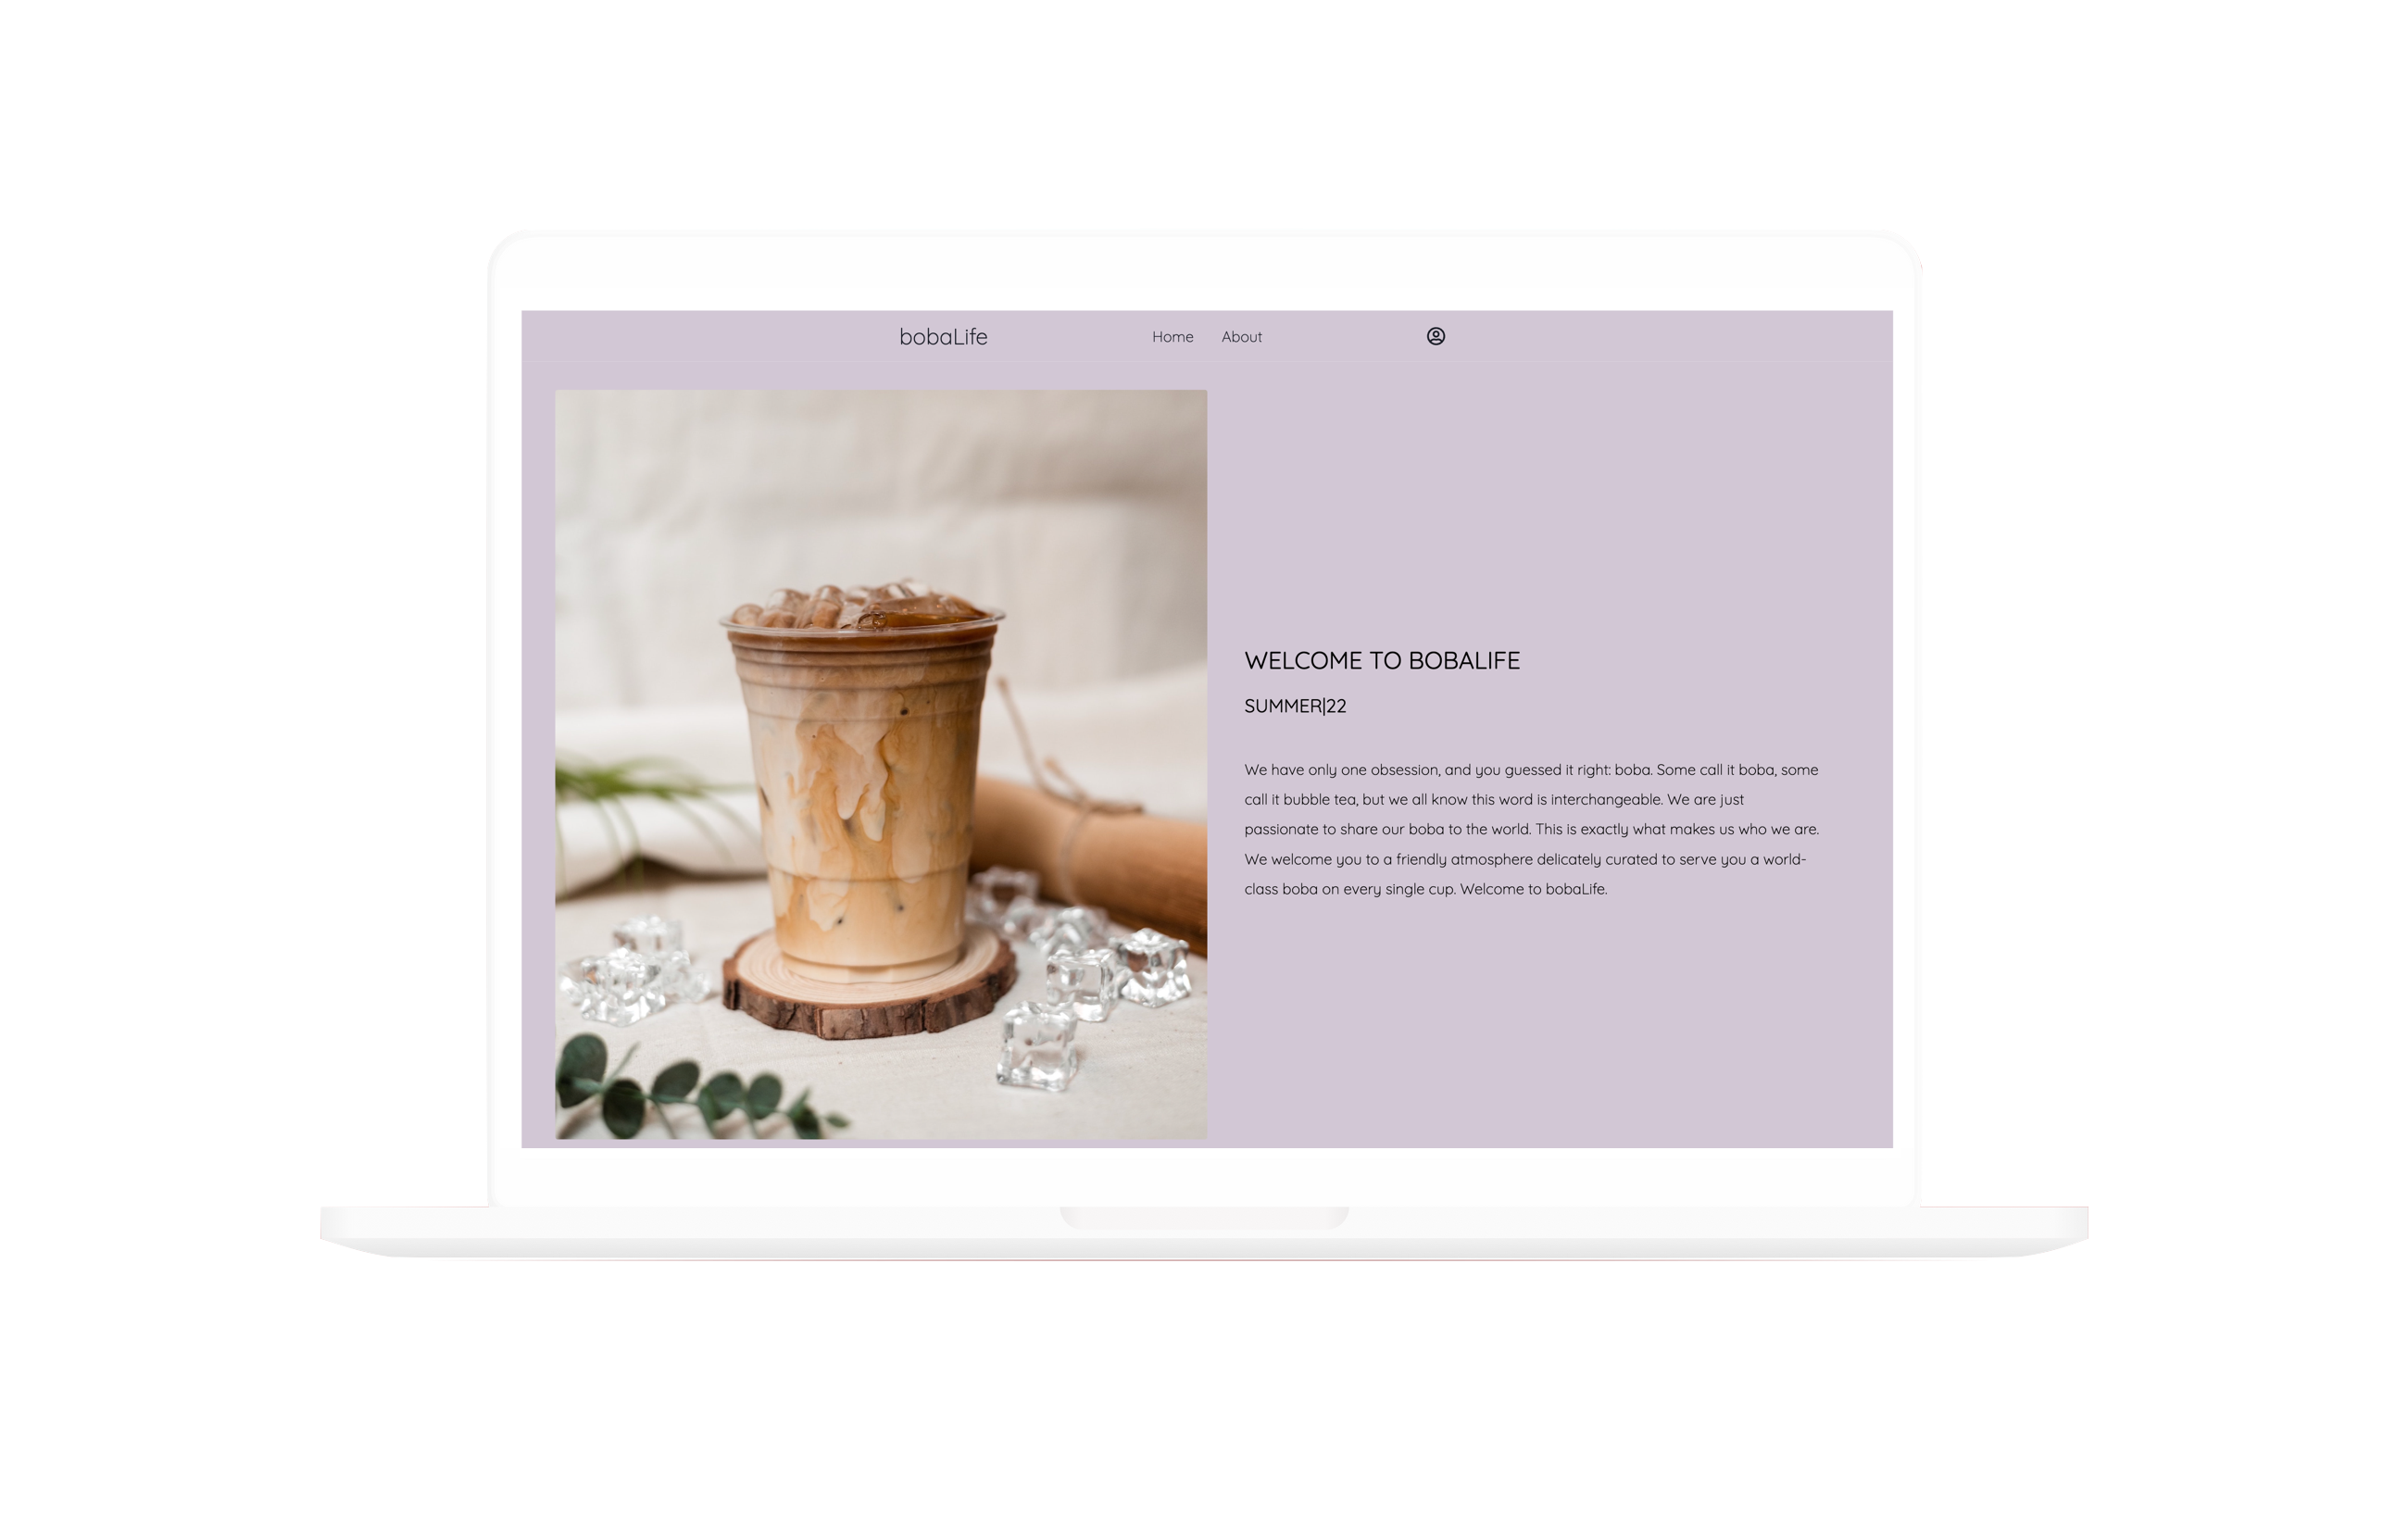 bobaLife
Home About
WELCOME TO BOBALIFE
SUMMER|22
We have only one obsession, and you guessed it right: boba. Some call it boba, some
call it bubble tea, but we all know this word is interchangeable. We are just
passionate to share our boba to the world. This is exactly what makes us who we are.
We welcome you to a friendly atmosphere delicately curated to serve you a world-
class boba on every single cup. Welcome to bobaLife.